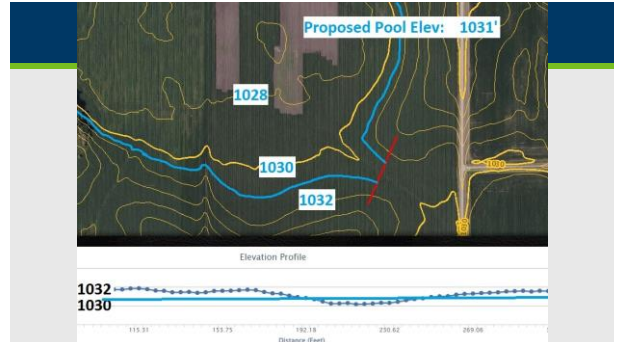 Proposed Pool Elev: 1031'
1028
1030
1030
1032
Elevation Profile
1032
1030
115.31 153.75 192.18 230.62 269.06
Distance (Feet)